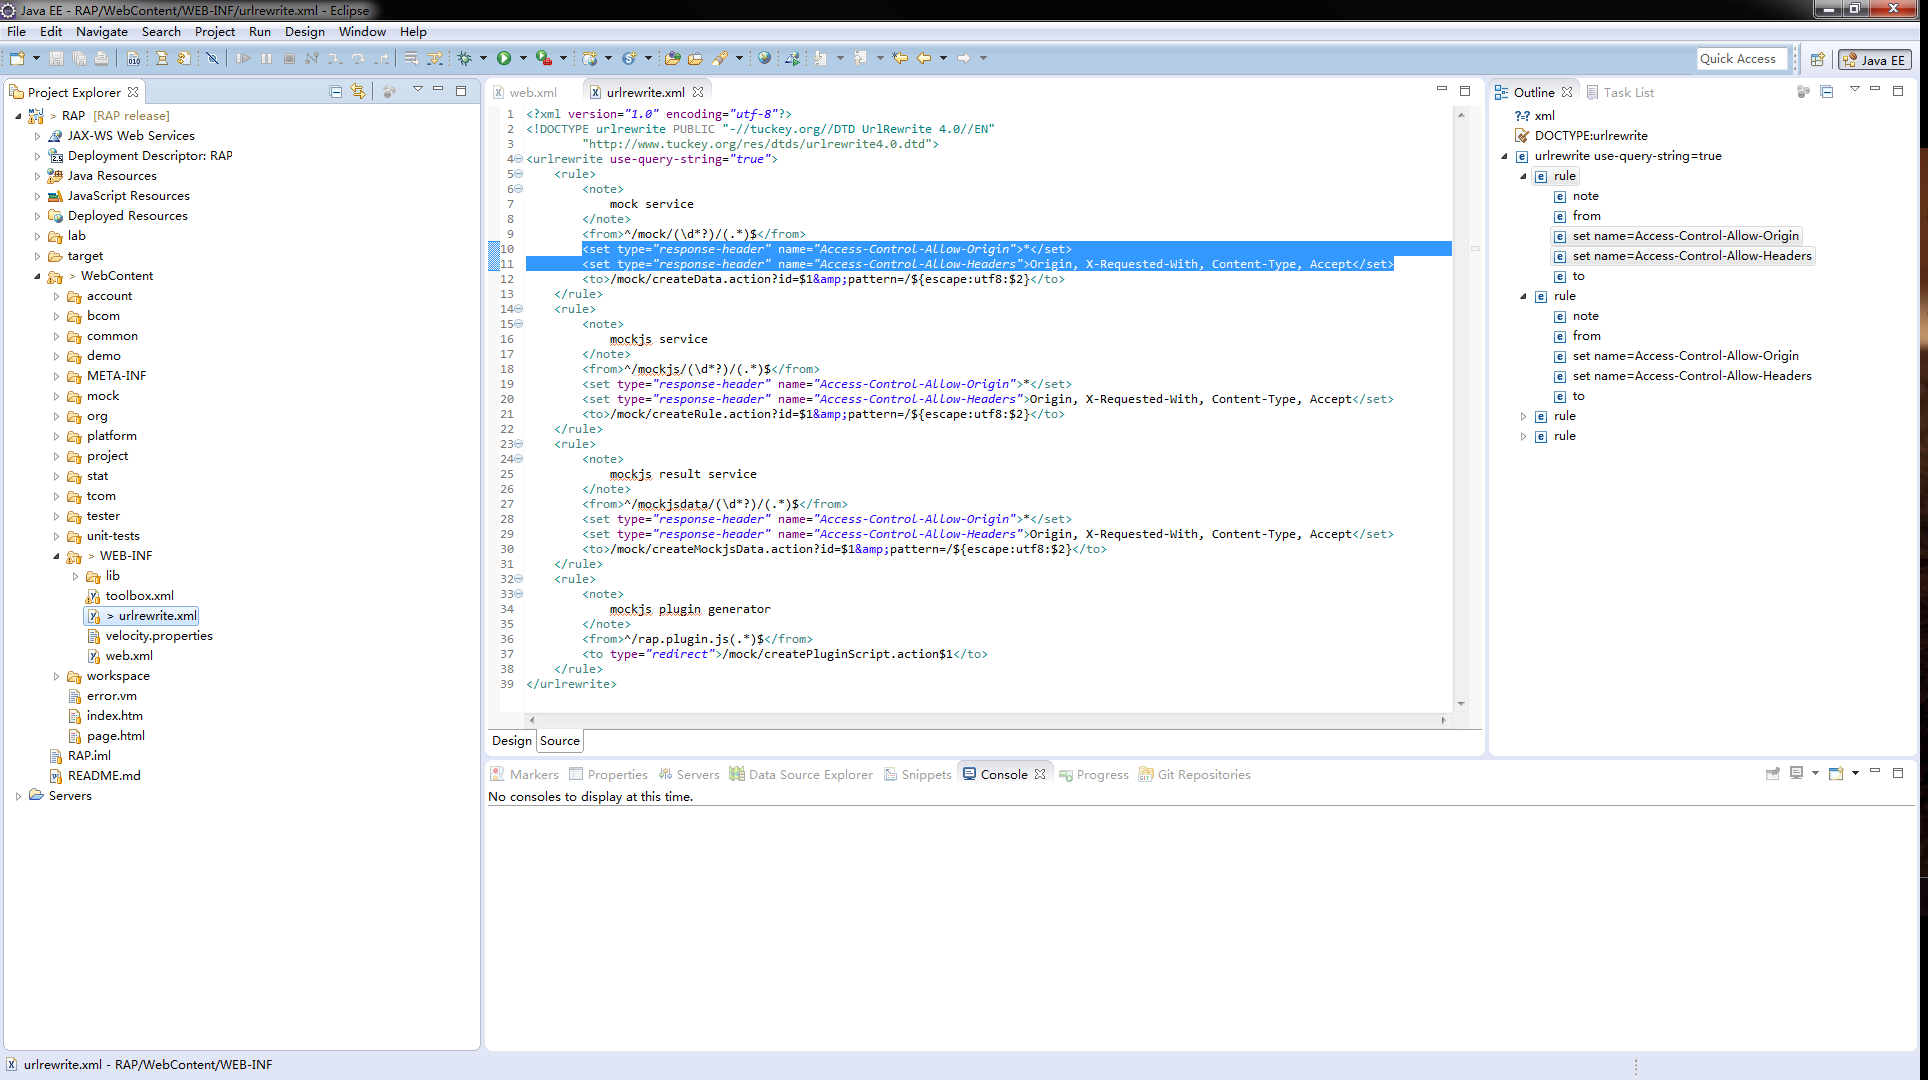 Java EE - RAP/WebContent/WEB-INF/urlrewrite.xml - Eclipse
File Edit Navigate Search Project Run Design Window Help
Quick Access
Java EE
Project Explorer
> RAP [RAP release]
JAX-WS Web Services
Deployment Descriptor: RAP
Java Resources
JavaScript Resources
Deployed Resources
lab
target
> WebContent
account
bcom
common
demo
META-INF
mock
org
platform
project
stat
tcom
tester
unit-tests
> WEB-INF
lib
toolbox.xml
> urlrewrite.xml
velocity.properties
web.xml
workspace
error.vm
index.htm
page.html
RAP.iml
README.md
Servers
web.xml
urlrewrite.xml
1 <?xml version="1.0" encoding="utf-8"?>
2 <!DOCTYPE urlrewrite PUBLIC "-//tuckey.org//DTD UrlRewrite 4.0//EN"
3 "http://www.tuckey.org/res/dtds/urlrewrite4.0.dtd">
4 <urlrewrite use-query-string="true">
5 <rule>
6 <note>
7 mock service
8 </note>
9 <from>^/mock/(\d*?)/(.*)$</from>
10 <set type="response-header" name="Access-Control-Allow-Origin">*</set>
11 <set type="response-header" name="Access-Control-Allow-Headers">Origin, X-Requested-With, Content-Type, Accept</set>
12 <to>/mock/createData.action?id=$1&amp;pattern=/${escape:utf8:$2}</to>
13 </rule>
14 <rule>
15 <note>
16 mockjs service
17 </note>
18 <from>^/mockjs/(\d*?)/(.*)$</from>
19 <set type="response-header" name="Access-Control-Allow-Origin">*</set>
20 <set type="response-header" name="Access-Control-Allow-Headers">Origin, X-Requested-With, Content-Type, Accept</set>
21 <to>/mock/createRule.action?id=$1&amp;pattern=/${escape:utf8:$2}</to>
22 </rule>
23 <rule>
24 <note>
25 mockjs result service
26 </note>
27 <from>^/mockjsdata/(\d*?)/(.*)$</from>
28 <set type="response-header" name="Access-Control-Allow-Origin">*</set>
29 <set type="response-header" name="Access-Control-Allow-Headers">Origin, X-Requested-With, Content-Type, Accept</set>
30 <to>/mock/createMockjsData.action?id=$1&amp;pattern=/${escape:utf8:$2}</to>
31 </rule>
32 <rule>
33 <note>
34 mockjs plugin generator
35 </note>
36 <from>^/rap.plugin.js(.*)$</from>
37 <to type="redirect">/mock/createPluginScript.action$1</to>
38 </rule>
39 </urlrewrite>
Design Source
Outline Task List
xml
DOCTYPE:urlrewrite
urlrewrite use-query-string=true
rule
note
from
set name=Access-Control-Allow-Origin
set name=Access-Control-Allow-Headers
to
rule
note
from
set name=Access-Control-Allow-Origin
set name=Access-Control-Allow-Headers
to
rule
rule
Markers Properties Servers Data Source Explorer Snippets Console Progress Git Repositories
No consoles to display at this time.
urlrewrite.xml - RAP/WebContent/WEB-INF